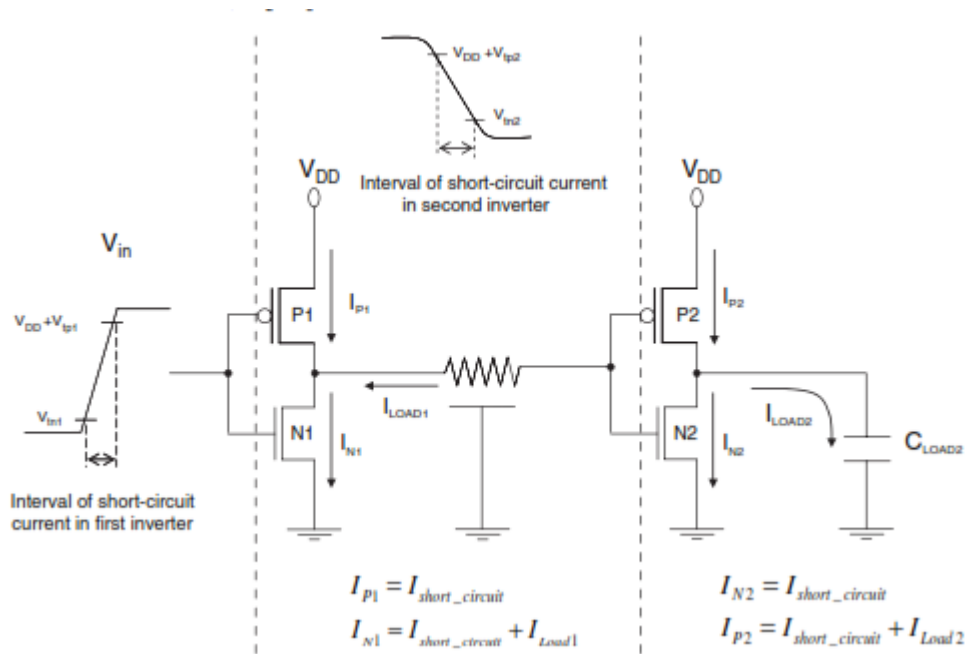 V_DD + V_tp2
V_tn2
Interval of short-circuit current
in second inverter
V_in
V_DD + V_tp1
V_tn1
Interval of short-circuit
current in first inverter
V_DD
P1
I_P1
N1
I_N1
I_LOAD1
V_DD
P2
I_P2
N2
I_N2
I_LOAD2
C_LOAD2
I_P1 = I_short_circuit
I_N1 = I_short_circuit + I_Load1
I_N2 = I_short_circuit
I_P2 = I_short_circuit + I_Load2